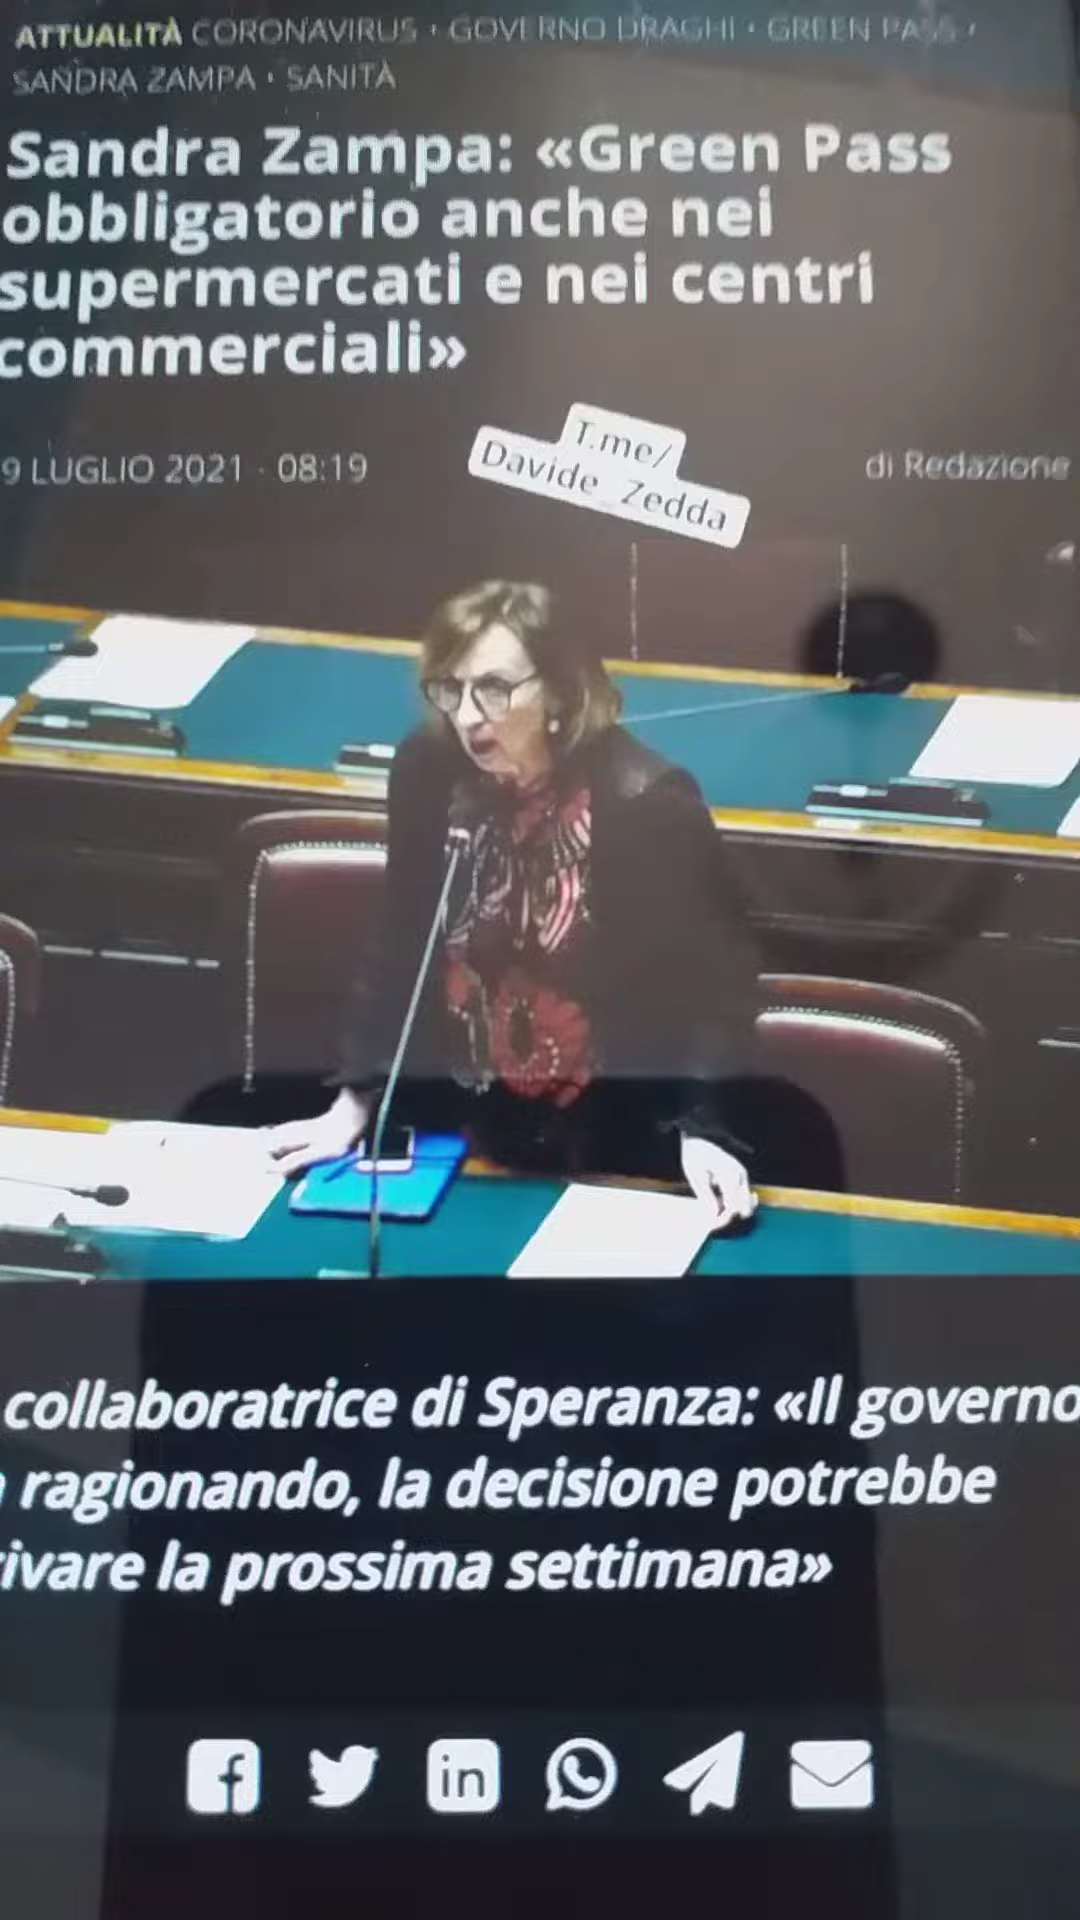 ATTUALITÀ CORONAVIRUS • GOVERNO DRAGHI • GREEN PASS •
SANDRA ZAMPA • SANITÀ
Sandra Zampa: «Green Pass
obbligatorio anche nei
supermercati e nei centri
commerciali»
9 LUGLIO 2021 - 08:19
di Redazione
T.me/
Davide_Zedda
collaboratrice di Speranza: «Il governo
ragionando, la decisione potrebbe
ivare la prossima settimana»
in